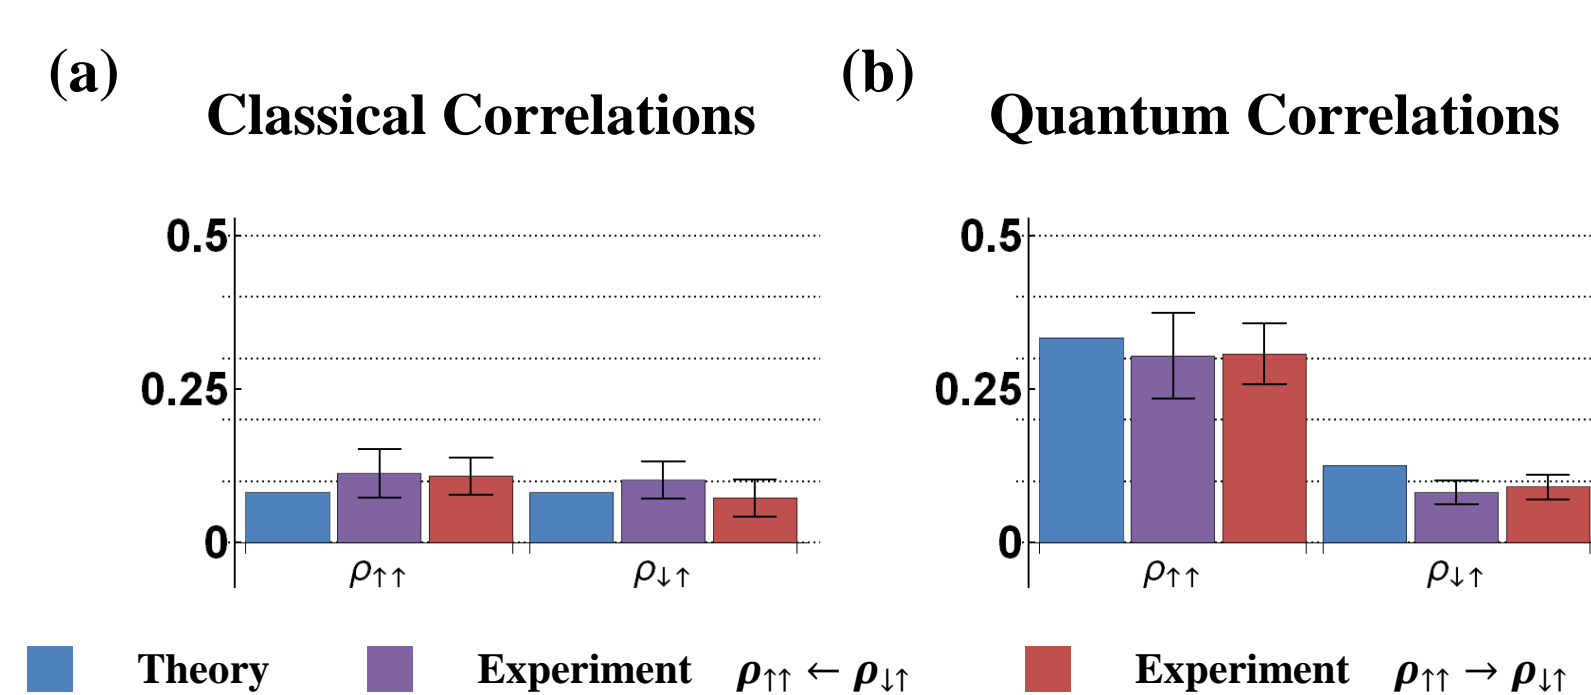 (a)
Classical Correlations
0.5
0.25
0
ρ↑↑ ρ↓↑
(b)
Quantum Correlations
0.5
0.25
0
ρ↑↑ ρ↓↑
Theory Experiment ρ↑↑ ← ρ↓↑ Experiment ρ↑↑ → ρ↓↑